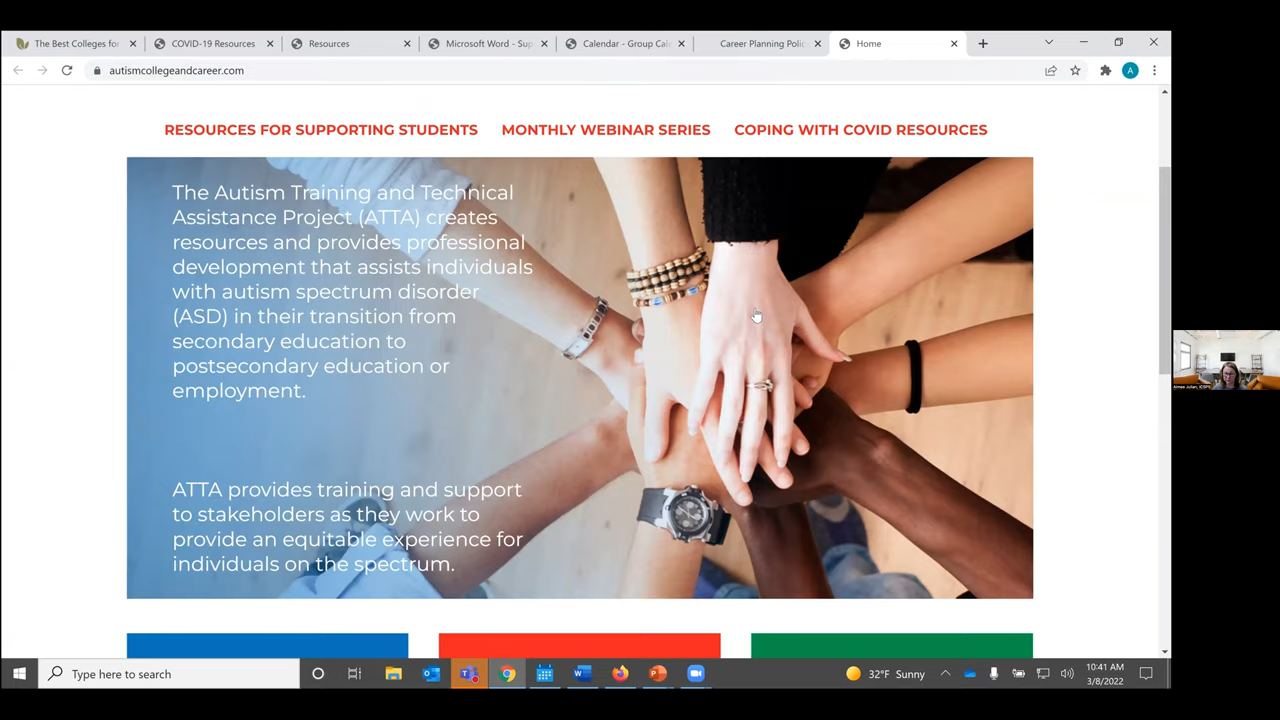 The Best Colleges for
COVID-19 Resources
Resources
Microsoft Word - Sup
Calendar - Group Cal
Career Planning Polic
Home
autismcollegeandcareer.com
A
RESOURCES FOR SUPPORTING STUDENTS
MONTHLY WEBINAR SERIES
COPING WITH COVID RESOURCES
The Autism Training and Technical
Assistance Project (ATTA) creates
resources and provides professional
development that assists individuals
with autism spectrum disorder
(ASD) in their transition from
secondary education to
postsecondary education or
employment.
ATTA provides training and support
to stakeholders as they work to
provide an equitable experience for
individuals on the spectrum.
Aimee Julian, ICSPS
Type here to search
32°F Sunny
10:41 AM
3/8/2022